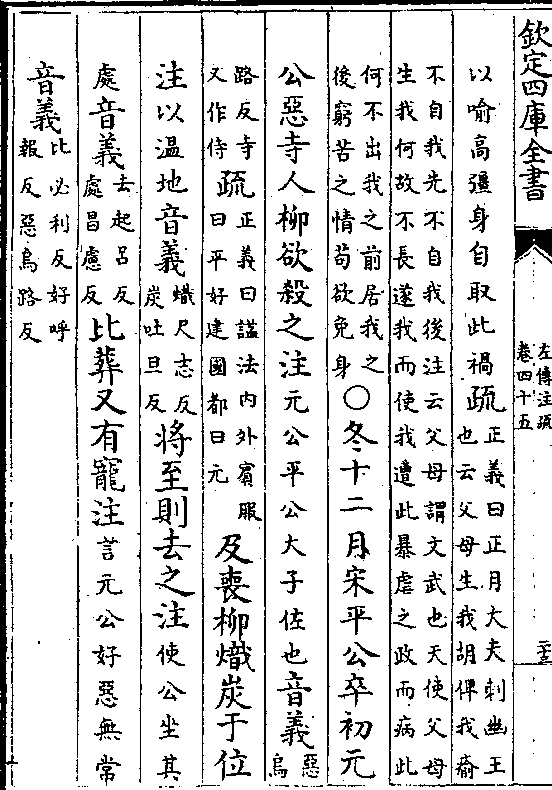 欽定四庫全書
左傳注疏
卷四十五
二十三
以喻高彊身自取此禍疏正義曰正月大夫刺幽王
也云父母生我胡俾我瘉
不自我先不自我後注云父母謂文武也天使父母
生我何故不長遂我而使我遭此暴虐之政而病此
何不出我之前居我之
後窮苦之情苟欲免身
○冬十二月宋平公卒初元
公惡寺人柳欲殺之注元公平公大子佐也音義惡烏
路反寺
又作侍
疏正義曰諡法內外賓服
曰平好建國都曰元
及喪柳熾炭于位
注以温地音義熾尺志反
炭吐旦反
將至則去之注使公坐其
處音義去起呂反
處昌慮反
比葬又有寵注言元公好惡無常
音義比必利反好呼
報反惡烏路反